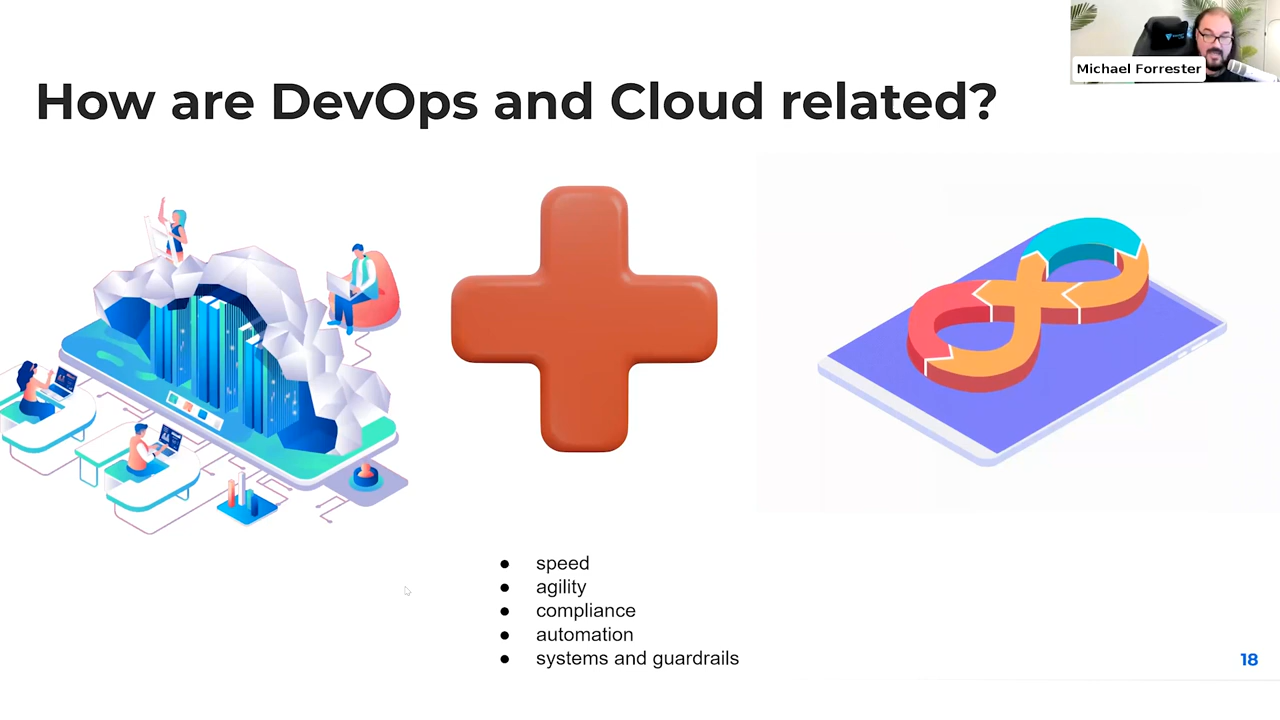 Michael Forrester
How are DevOps and Cloud related?
● speed
● agility
● compliance
● automation
● systems and guardrails
18